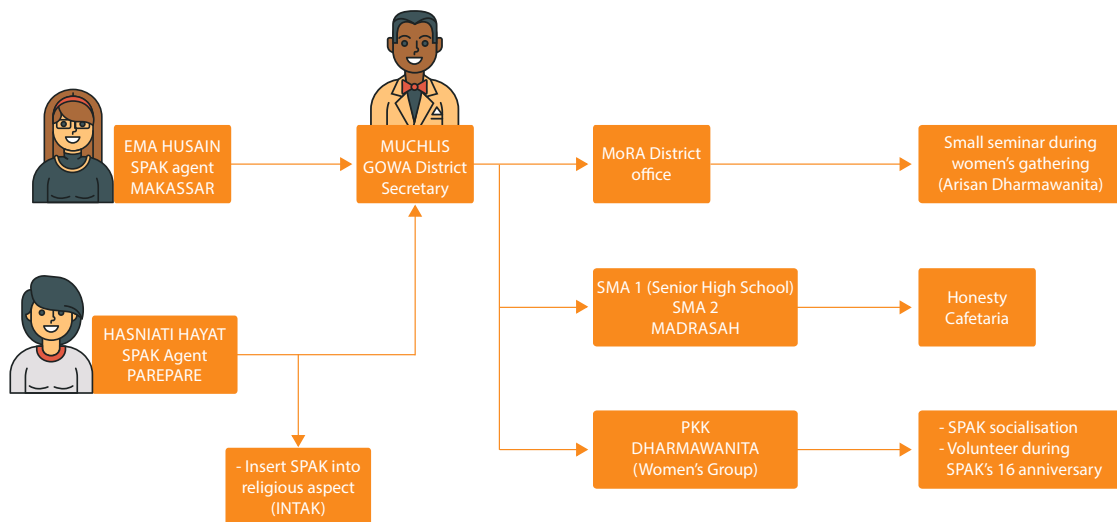 EMA HUSAIN
SPAK agent
MAKASSAR
MUCHLIS
GOWA District
Secretary
MoRA District
office
Small seminar during
women's gathering
(Arisan Dharmawanita)
HASNIATI HAYAT
SPAK Agent
PAREPARE
SMA 1 (Senior High School)
SMA 2
MADRASAH
Honesty
Cafetaria
- Insert SPAK into
religious aspect
(INTAK)
PKK
DHARMAWANITA
(Women's Group)
- SPAK socialisation
- Volunteer during
SPAK's 16 anniversary